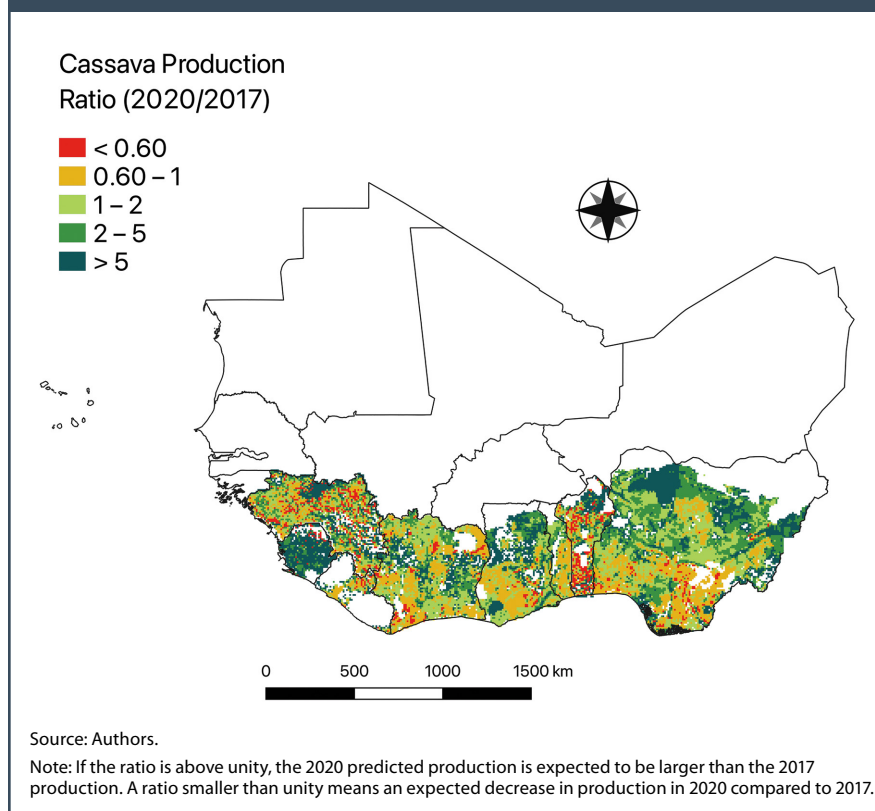 Cassava Production
Ratio (2020/2017)
< 0.60
0.60 – 1
1 – 2
2 – 5
> 5
0 500 1000 1500 km
Source: Authors.
Note: If the ratio is above unity, the 2020 predicted production is expected to be larger than the 2017
production. A ratio smaller than unity means an expected decrease in production in 2020 compared to 2017.